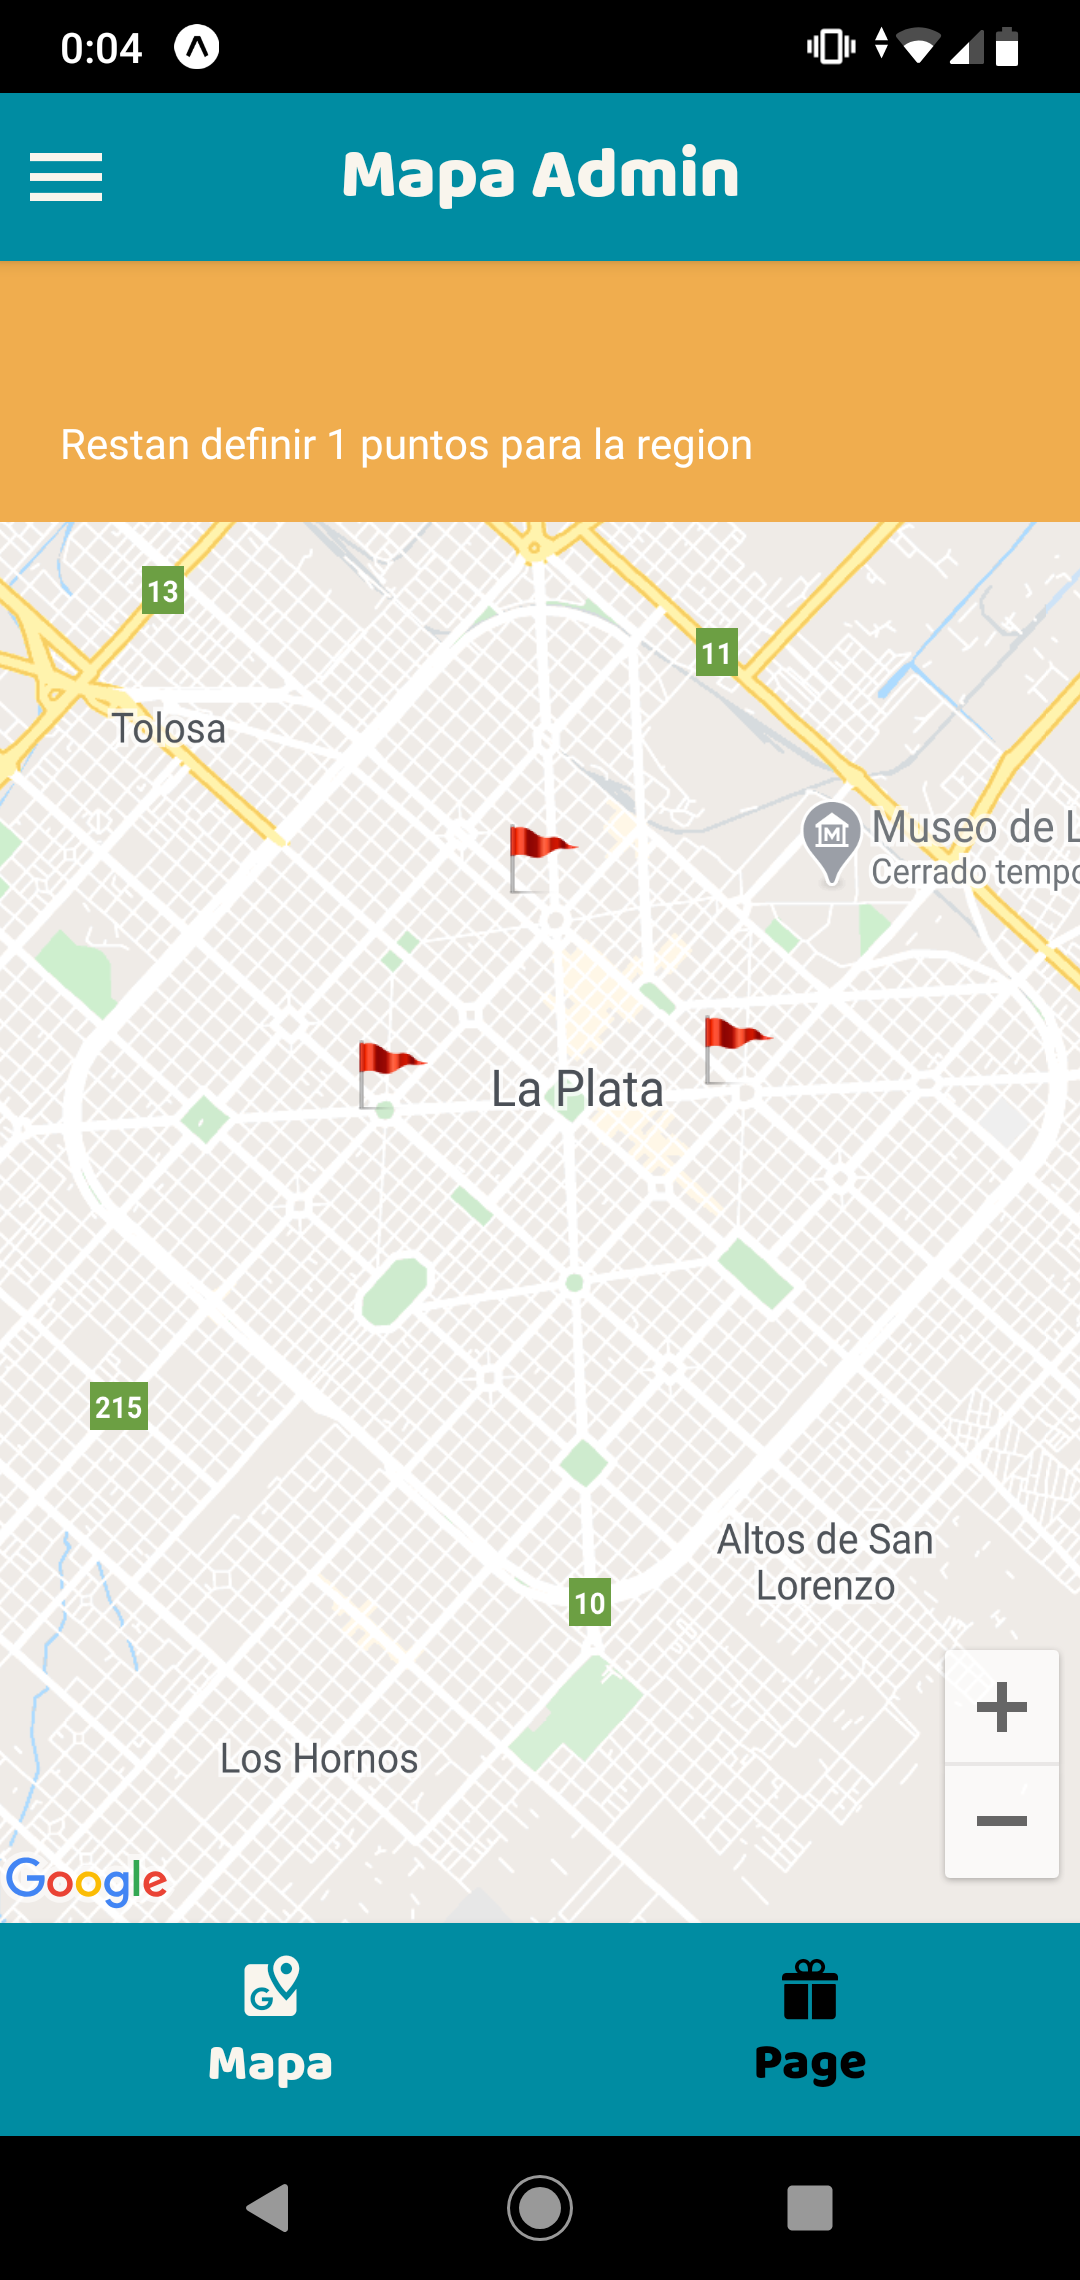 0:04
Mapa Admin
Restan definir 1 puntos para la region
13
11
Tolosa
Museo de L
Cerrado tempo
La Plata
215
Altos de San
Lorenzo
10
Los Hornos
Google
Mapa
Page